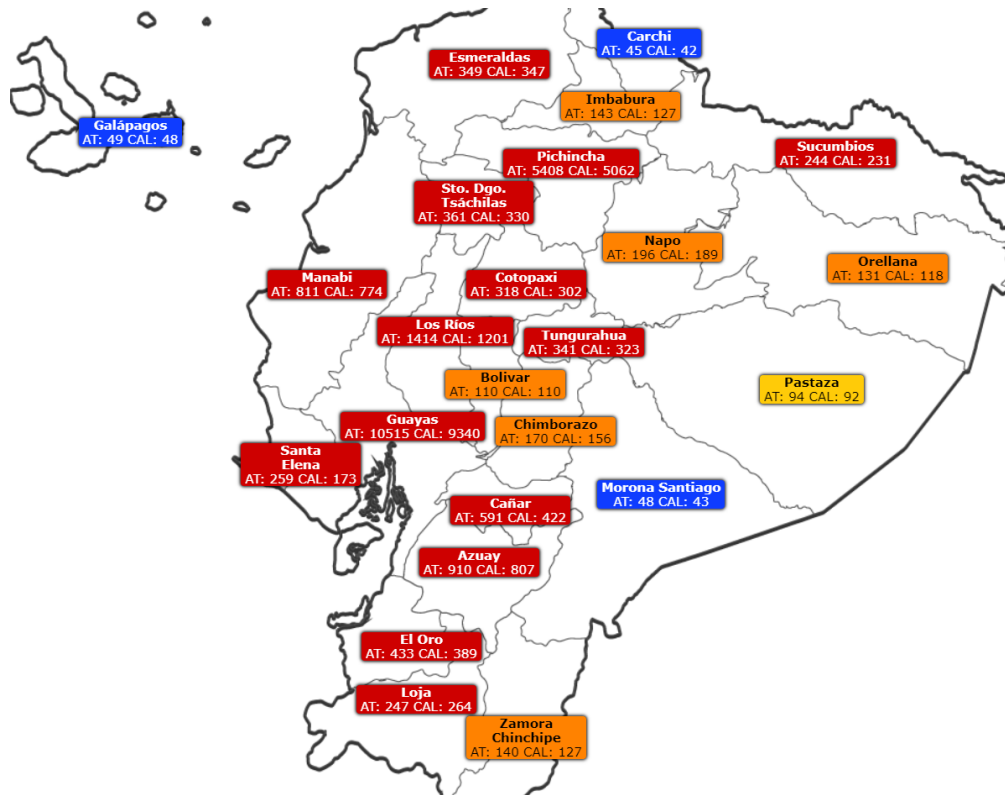 Carchi
AT: 45 CAL: 42
Esmeraldas
AT: 349 CAL: 347
Imbabura
AT: 143 CAL: 127
Galápagos
AT: 49 CAL: 48
Sucumbios
AT: 244 CAL: 231
Pichincha
AT: 5408 CAL: 5062
Sto. Dgo.
Tsáchilas
AT: 361 CAL: 330
Napo
AT: 196 CAL: 189
Orellana
AT: 131 CAL: 118
Manabi
AT: 811 CAL: 774
Cotopaxi
AT: 318 CAL: 302
Los Ríos
AT: 1414 CAL: 1201
Tungurahua
AT: 341 CAL: 323
Bolivar
AT: 110 CAL: 110
Pastaza
AT: 94 CAL: 92
Guayas
AT: 10515 CAL: 9340
Chimborazo
AT: 170 CAL: 156
Santa
Elena
AT: 259 CAL: 173
Morona Santiago
AT: 48 CAL: 43
Cañar
AT: 591 CAL: 422
Azuay
AT: 910 CAL: 807
El Oro
AT: 433 CAL: 389
Loja
AT: 247 CAL: 264
Zamora
Chinchipe
AT: 140 CAL: 127